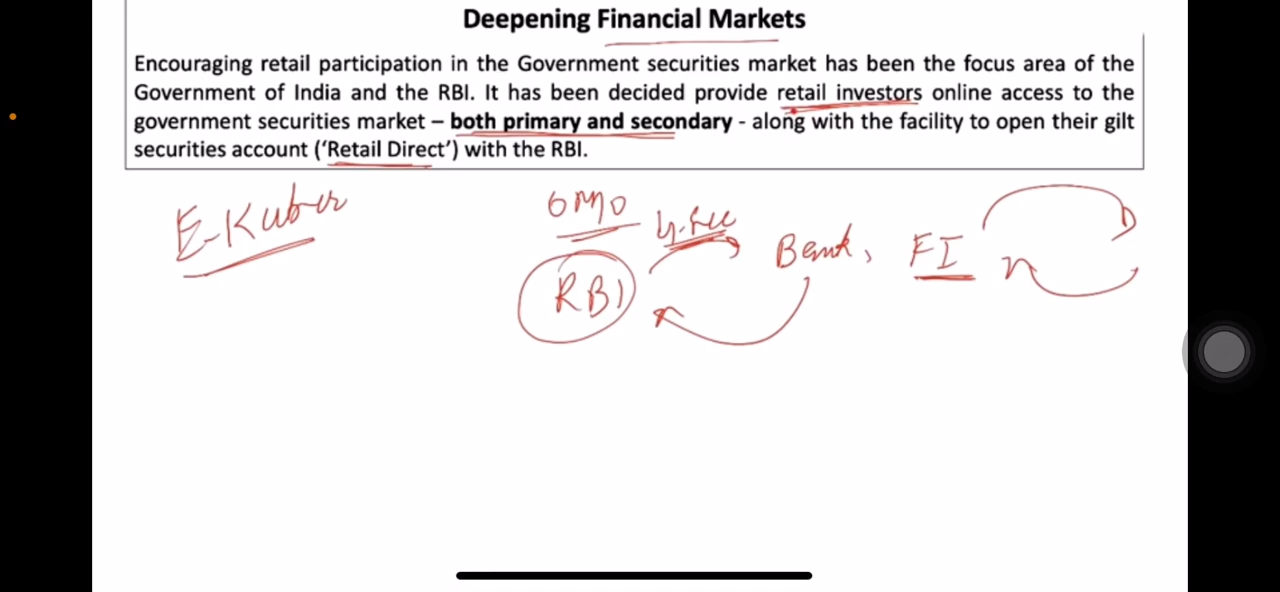 Deepening Financial Markets
Encouraging retail participation in the Government securities market has been the focus area of the
Government of India and the RBI. It has been decided provide retail investors online access to the
government securities market – both primary and secondary - along with the facility to open their gilt
securities account (‘Retail Direct’) with the RBI.
E-Kuber
OMO
G.Sec
Bank, FI
RBI